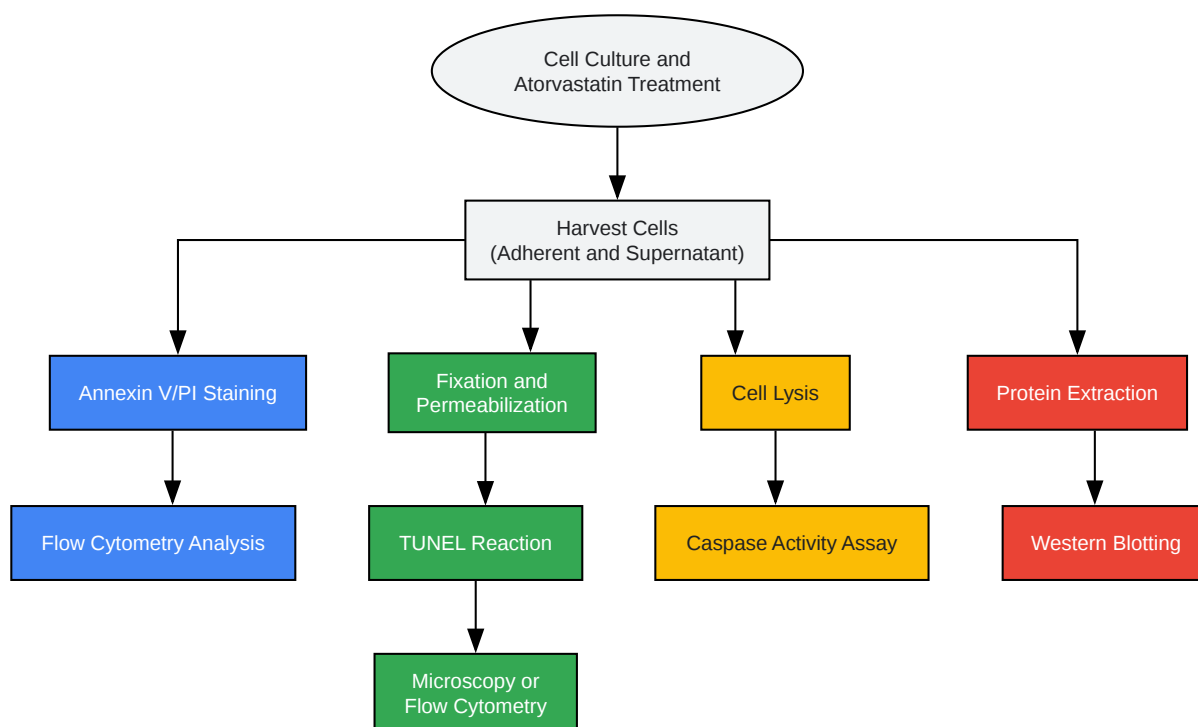 Cell Culture and
Atorvastatin Treatment
Harvest Cells
(Adherent and Supernatant)
Annexin V/PI Staining
Fixation and
Permeabilization
Cell Lysis
Protein Extraction
Flow Cytometry Analysis
TUNEL Reaction
Caspase Activity Assay
Western Blotting
Microscopy or
Flow Cytometry